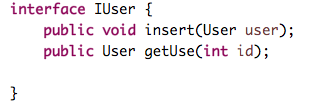 interface IUser {
    public void insert(User user);
    public User getUse(int id);
}